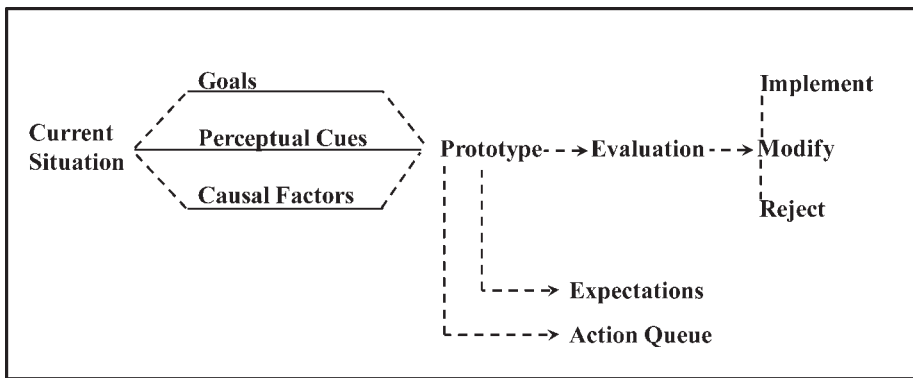 Goals
Implement
Current
Situation
Perceptual Cues
Prototype
Evaluation
Modify
Causal Factors
Reject
Expectations
Action Queue